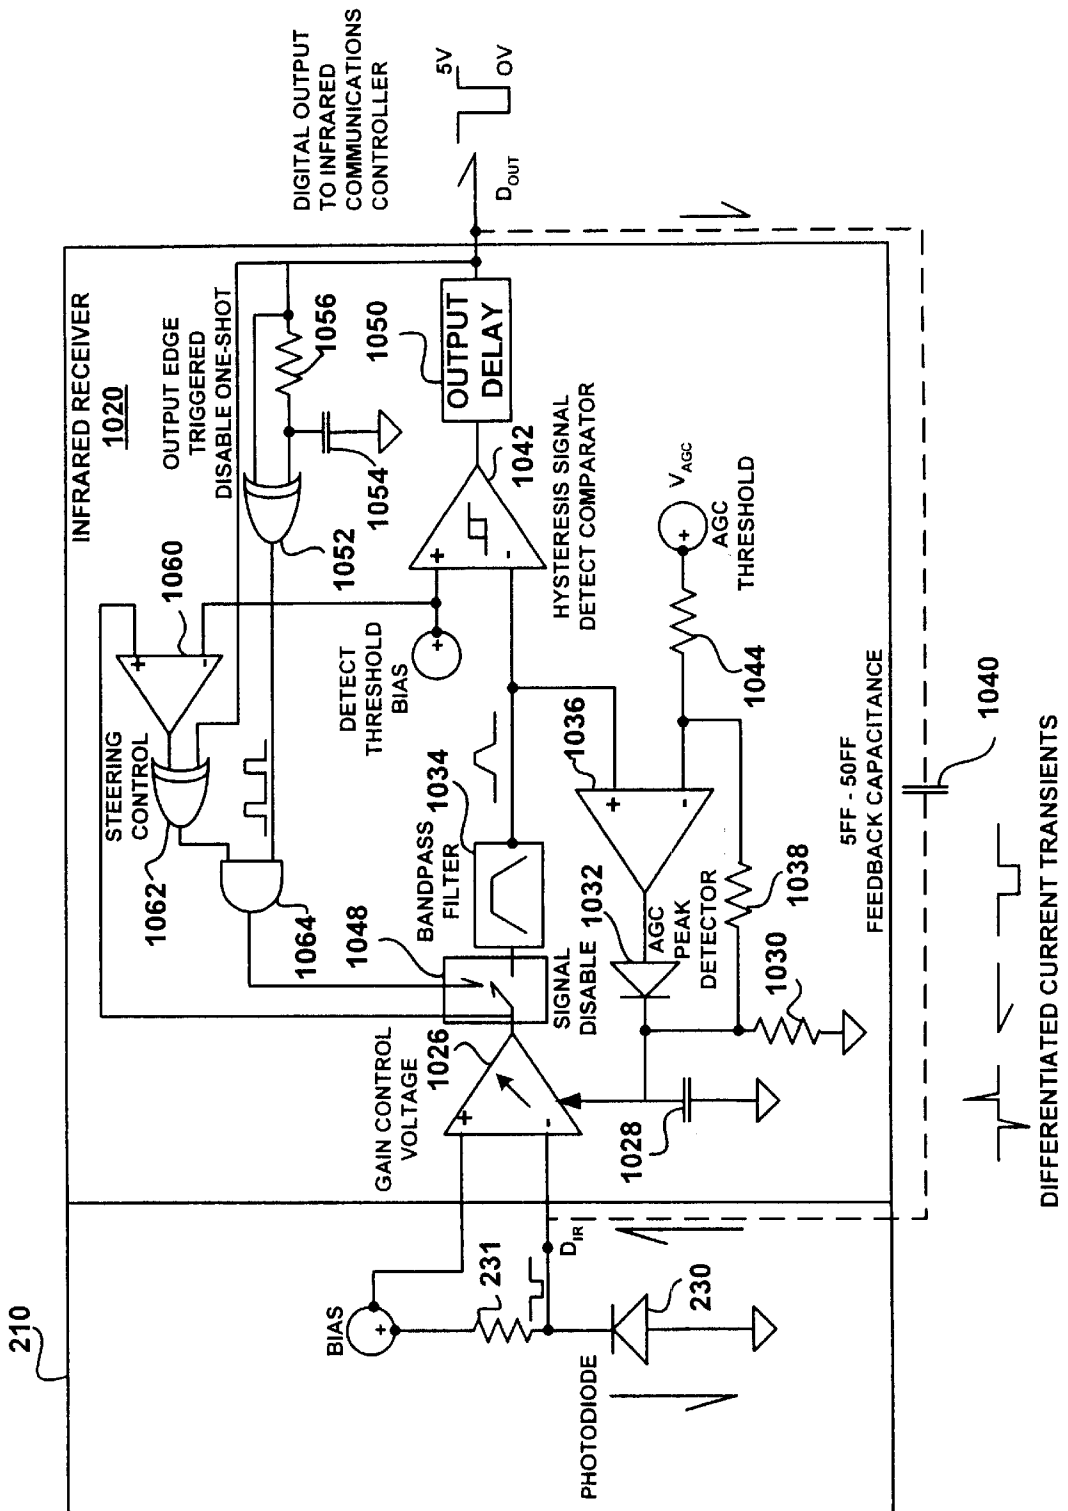 210
INFRARED RECEIVER
1020
DIGITAL OUTPUT
TO INFRARED
COMMUNICATIONS
CONTROLLER
5V
0V
DOUT
OUTPUT EDGE
TRIGGERED
DISABLE ONE-SHOT
1056
1054
1052
1060
STEERING
CONTROL
1062
1064
OUTPUT
DELAY
1050
+
-
+
-
1042
HYSTERESIS SIGNAL
DETECT COMPARATOR
DETECT
THRESHOLD
BIAS
+
1048
BANDPASS
FILTER
1034
SIGNAL
DISABLE
GAIN CONTROL
VOLTAGE
1026
+
-
1036
+
-
1032
AGC
PEAK
DETECTOR
1038
1030
1028
1044
+
VAGC
AGC
THRESHOLD
BIAS
+
231
DIR
230
PHOTODIODE
5FF - 50FF
FEEDBACK CAPACITANCE
1040
DIFFERENTIATED CURRENT TRANSIENTS